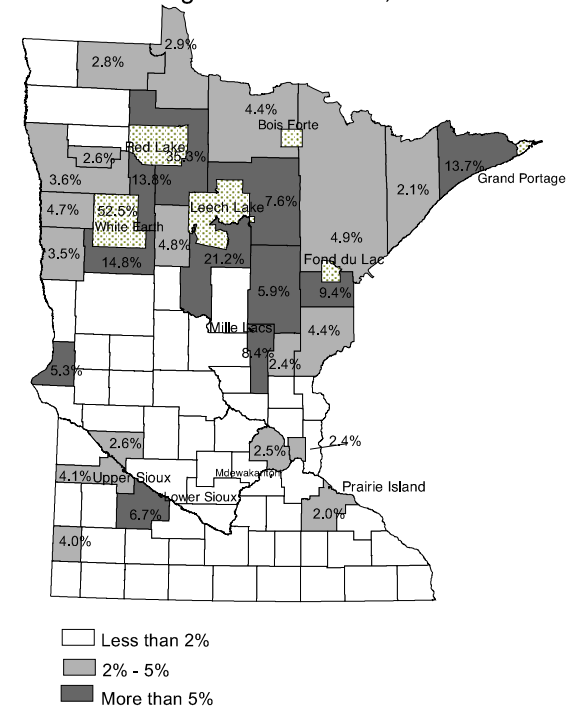 2.9%
2.8%
4.4%
Bois Forte
Red Lake
35.3%
2.6%
3.6%
13.8%
13.7%
Grand Portage
2.1%
7.6%
Leech Lake
4.7%
52.5%
White Earth
4.8%
4.9%
3.5%
14.8%
21.2%
Fond du Lac
5.9%
9.4%
Mille Lacs
4.4%
8.4%
2.4%
5.3%
2.6%
2.5%
2.4%
4.1%
Upper Sioux
Mdewakanton
Prairie Island
Lower Sioux
6.7%
2.0%
4.0%
Less than 2%
2% - 5%
More than 5%